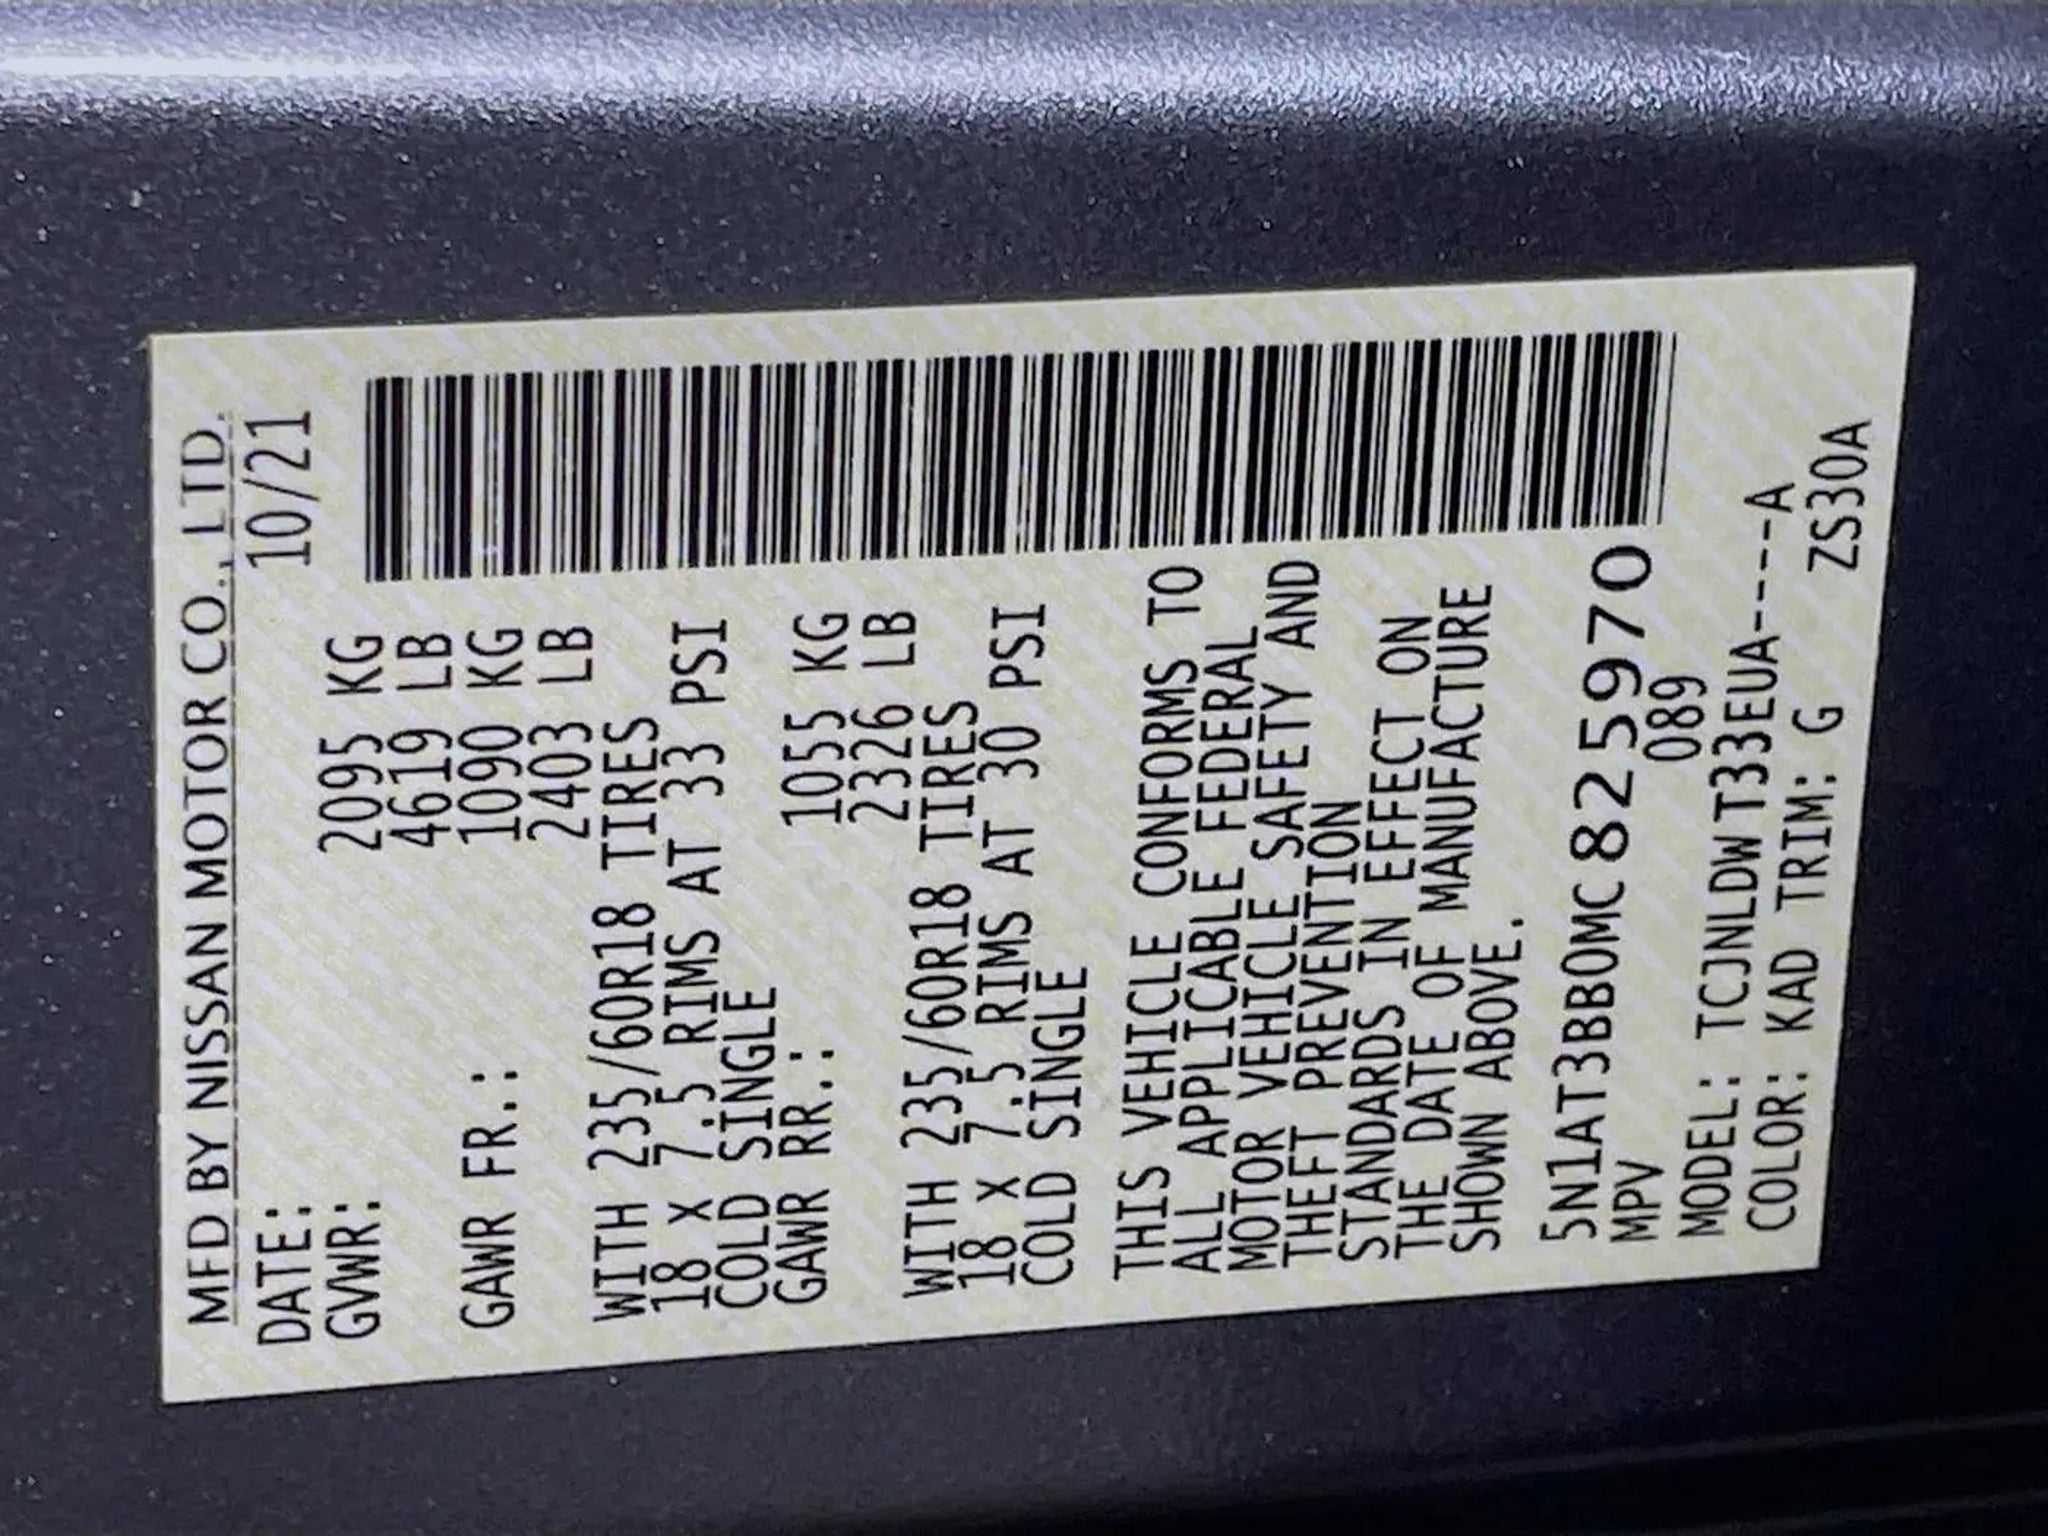 MFD BY NISSAN MOTOR CO., LTD.
DATE: 10/21
GVWR: 2095 KG
4619 LB
GAWR FR.: 1090 KG
2403 LB
WITH 235/60R18 TIRES
18 X 7.5 RIMS AT 33 PSI
COLD SINGLE
GAWR RR.: 1055 KG
2326 LB
WITH 235/60R18 TIRES
18 X 7.5 RIMS AT 30 PSI
COLD SINGLE
THIS VEHICLE CONFORMS TO
ALL APPLICABLE FEDERAL
MOTOR VEHICLE SAFETY AND
THEFT PREVENTION
STANDARDS IN EFFECT ON
THE DATE OF MANUFACTURE
SHOWN ABOVE.
5N1AT3BB0MC825970
MPV 089
MODEL: TCJNLDWT33EUA----A
COLOR: KAD TRIM: G ZS30A